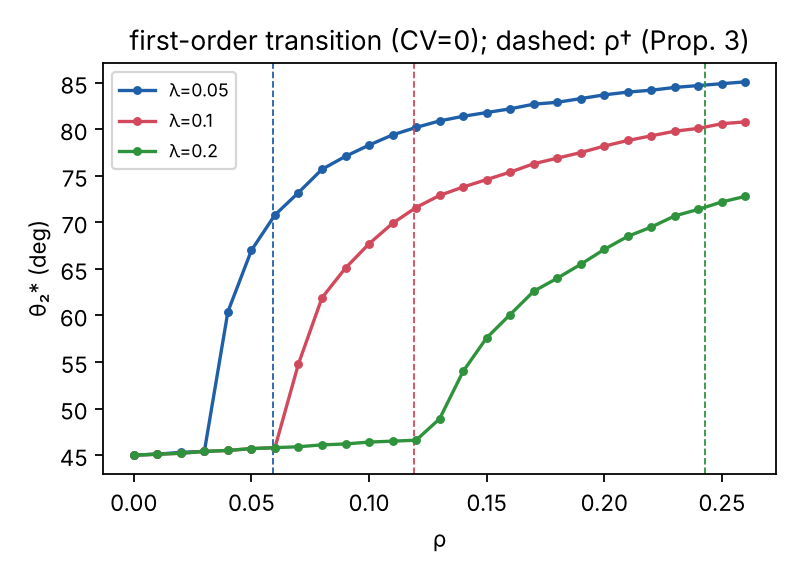 first-order transition (CV=0); dashed: ρ† (Prop. 3)
λ=0.05
λ=0.1
λ=0.2
θ₂* (deg)
85
80
75
70
65
60
55
50
45
0.00 0.05 0.10 0.15 0.20 0.25
ρ